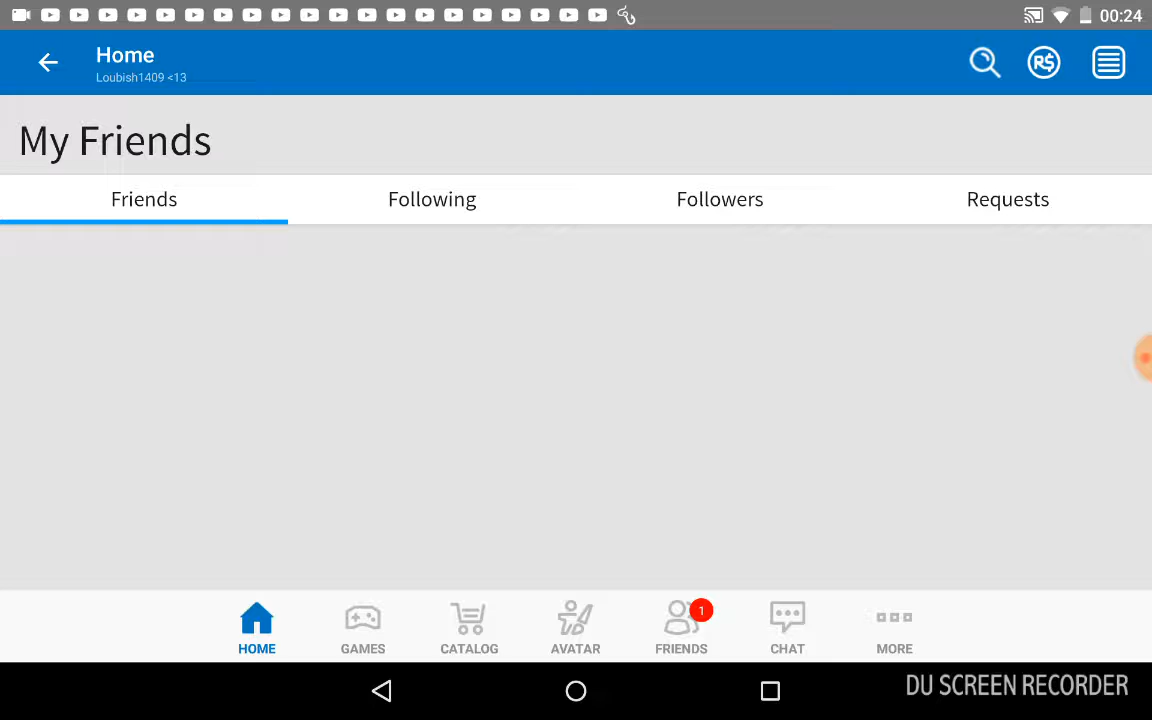 00:24
Home
Loubish1409 <13
R$
My Friends
Friends Following Followers Requests
1
HOME GAMES CATALOG AVATAR FRIENDS CHAT MORE
DU SCREEN RECORDER